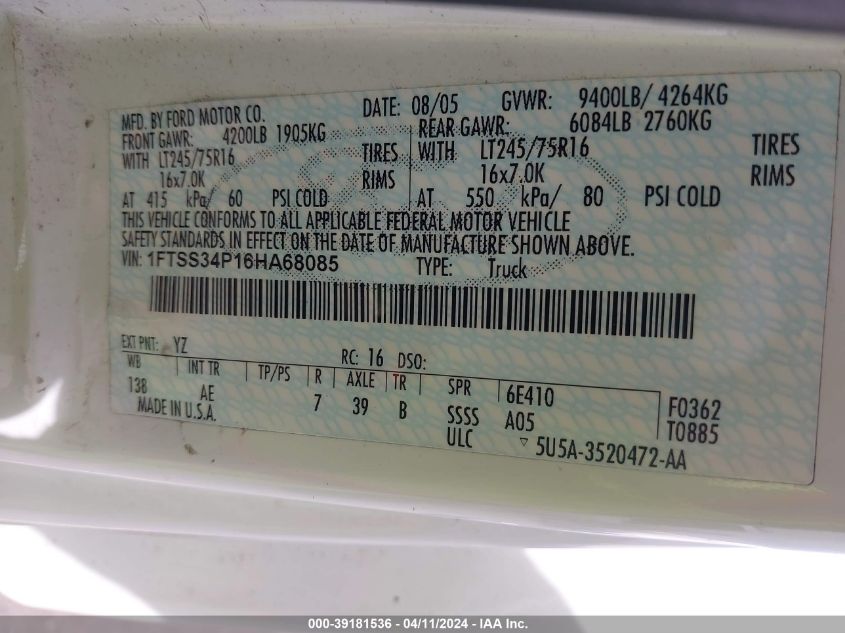 MFD. BY FORD MOTOR CO. DATE: 08/05 GVWR: 9400LB/ 4264KG
FRONT GAWR: 4200LB 1905KG REAR GAWR: 6084LB 2760KG
WITH LT245/75R16 TIRES WITH LT245/75R16 TIRES
16x7.0K RIMS 16x7.0K RIMS
AT 415 kPa/ 60 PSI COLD AT 550 kPa/ 80 PSI COLD
THIS VEHICLE CONFORMS TO ALL APPLICABLE FEDERAL MOTOR VEHICLE
SAFETY STANDARDS IN EFFECT ON THE DATE OF MANUFACTURE SHOWN ABOVE.
VIN: 1FTSS34P16HA68085 TYPE: Truck
EXT PNT: YZ RC: 16 DSO:
WB INT TR TP/PS R AXLE TR SPR 6E410 F0362
138 AE 7 39 B SSSS A05 T0885
MADE IN U.S.A. ULC ▽ 5U5A-3520472-AA
000-39181536 - 04/11/2024 - IAA Inc.